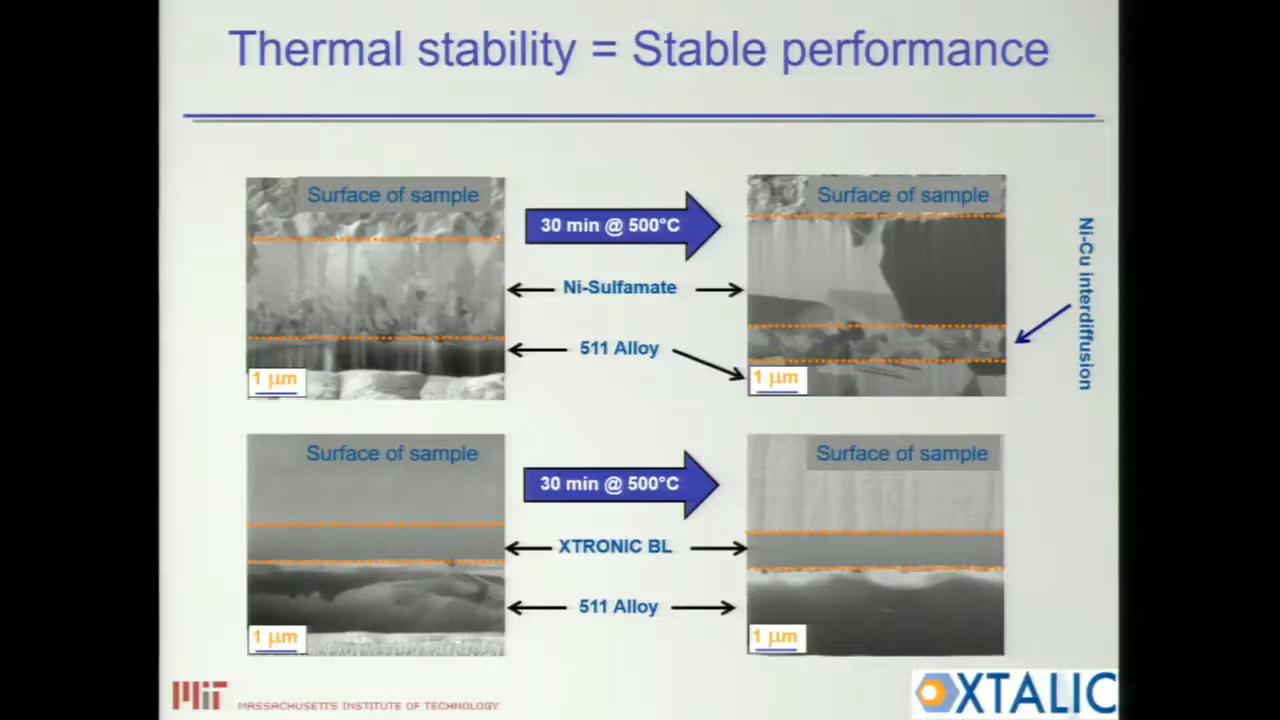 Thermal stability = Stable performance
Surface of sample
30 min @ 500°C
Surface of sample
Ni-Sulfamate
511 Alloy
Ni-Cu interdiffusion
1 µm
1 µm
Surface of sample
30 min @ 500°C
Surface of sample
XTRONIC BL
511 Alloy
1 µm
1 µm
MIT
MASSACHUSETTS INSTITUTE OF TECHNOLOGY
XTALIC